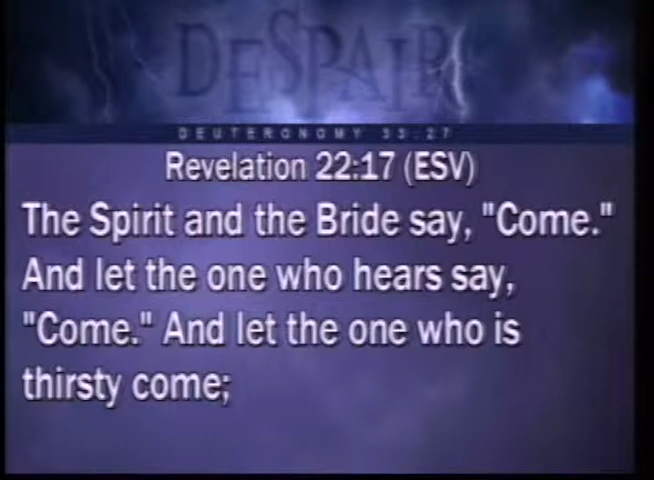 DESPAIR
DEUTERONOMY 33:27
Revelation 22:17 (ESV)
The Spirit and the Bride say, "Come."
And let the one who hears say,
"Come." And let the one who is
thirsty come;